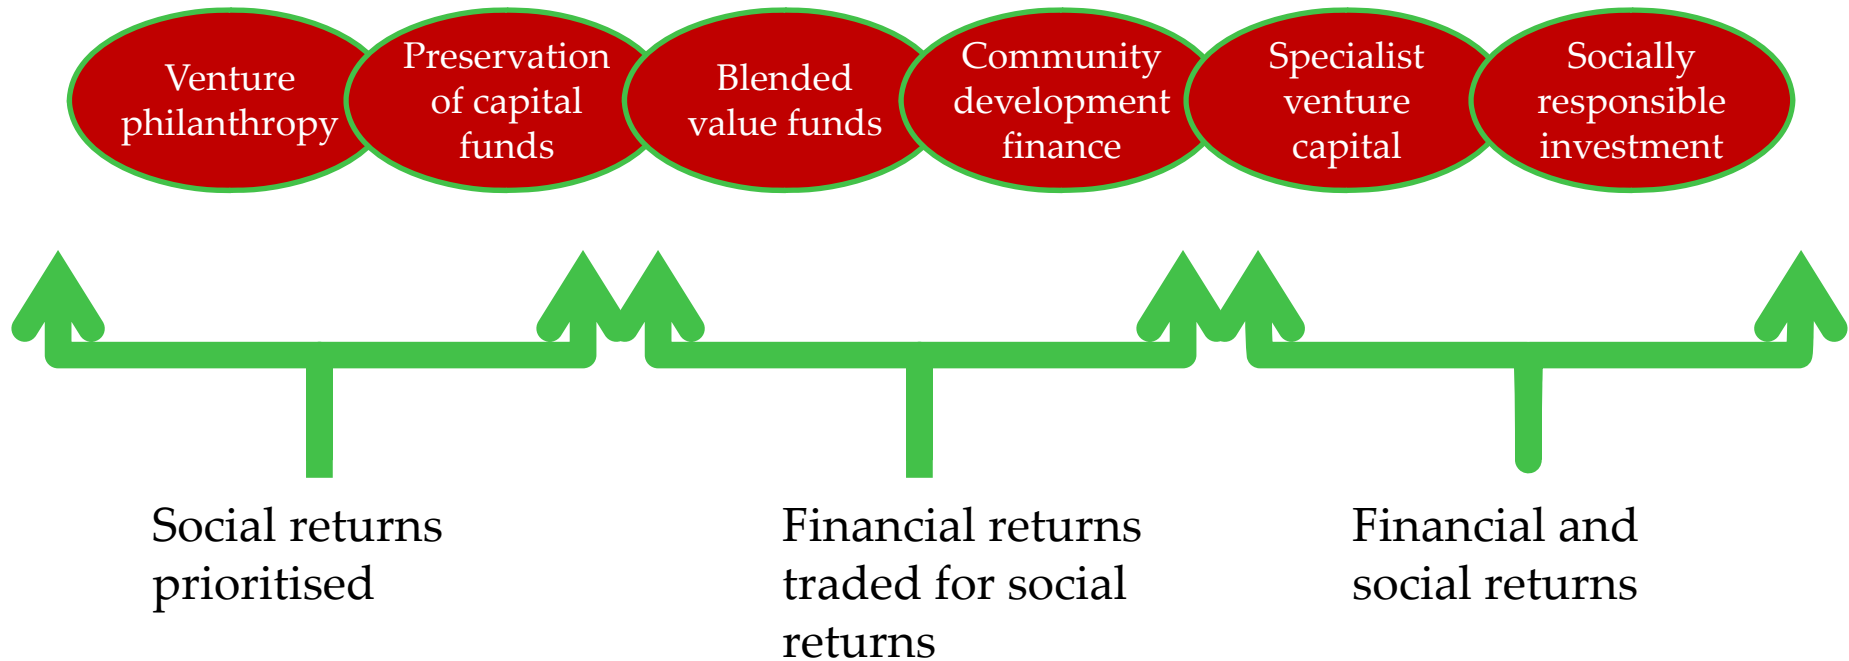 Venture
philanthropy
Preservation
of capital
funds
Blended
value funds
Community
development
finance
Specialist
venture
capital
Socially
responsible
investment
Social returns
prioritised
Financial returns
traded for social
returns
Financial and
social returns